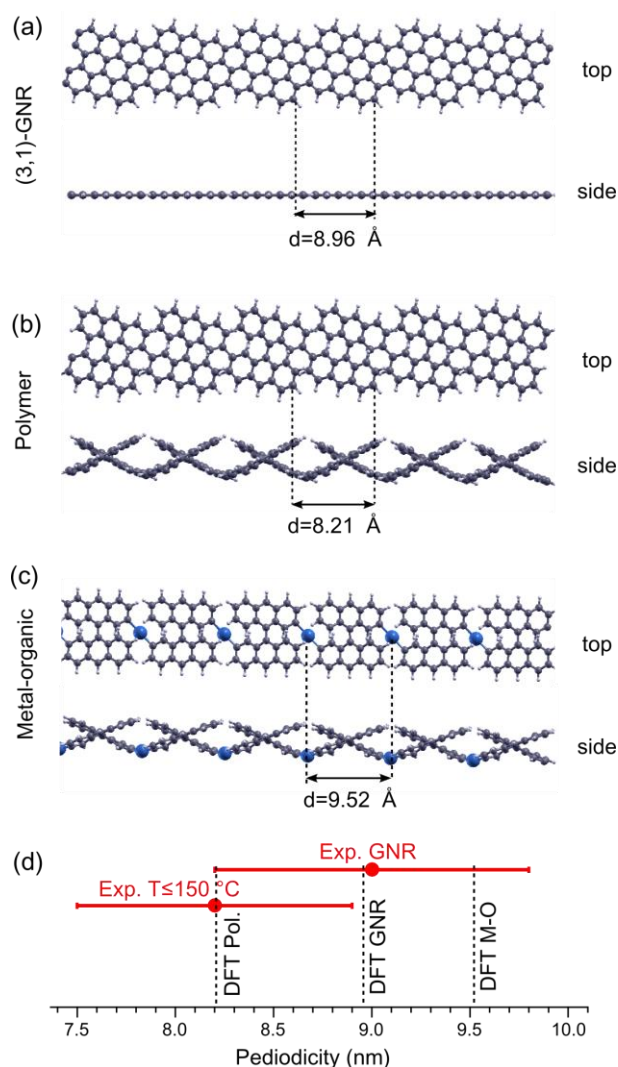 (a)
(3,1)-GNR
top
side
d=8.96 Å
(b)
Polymer
top
side
d=8.21 Å
(c)
Metal-organic
top
side
d=9.52 Å
(d)
Exp. GNR
Exp. T≤150 °C
DFT Pol.
DFT GNR
DFT M-O
7.5 8.0 8.5 9.0 9.5 10.0
Pediodicity (nm)